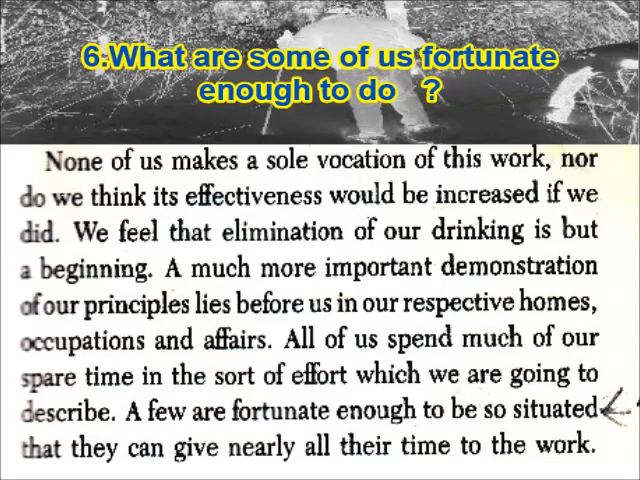 6.What are some of us fortunate
enough to do ?
None of us makes a sole vocation of this work, nor
do we think its effectiveness would be increased if we
did. We feel that elimination of our drinking is but
a beginning. A much more important demonstration
of our principles lies before us in our respective homes,
occupations and affairs. All of us spend much of our
spare time in the sort of effort which we are going to
describe. A few are fortunate enough to be so situated
that they can give nearly all their time to the work.